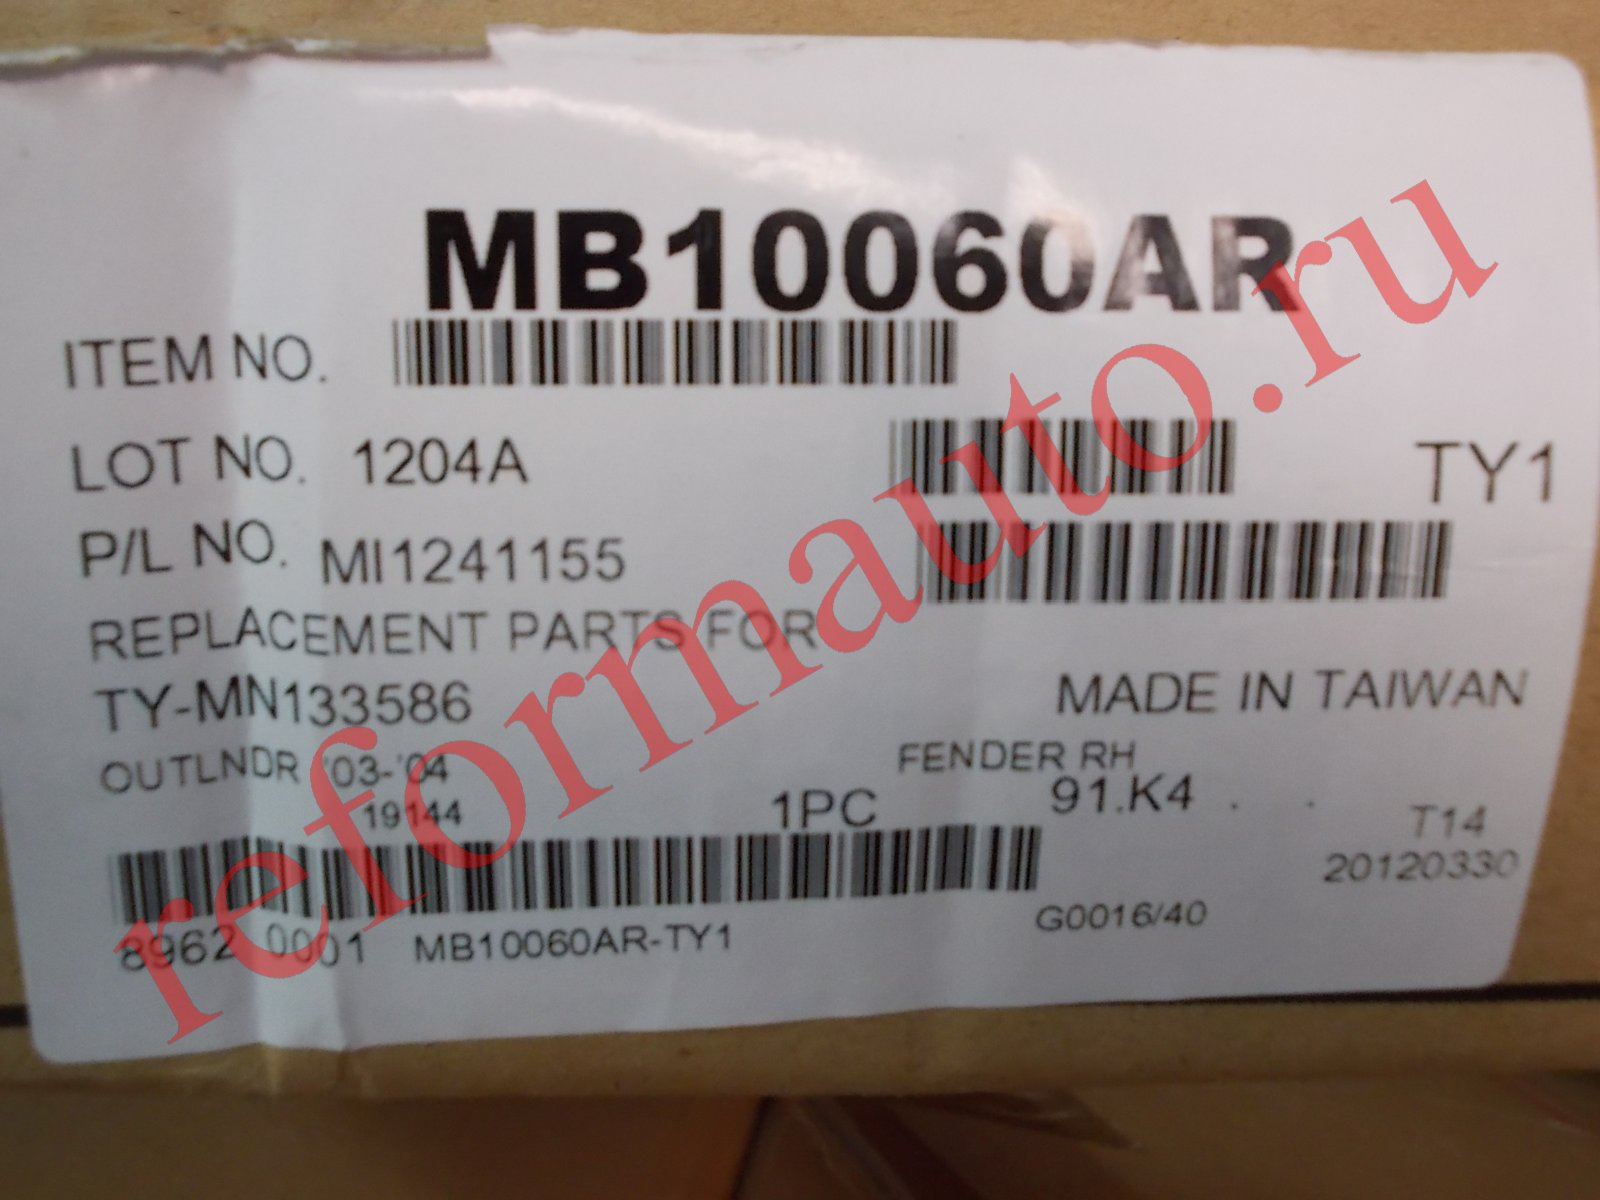 MB10060AR
ITEM NO.
LOT NO. 1204A TY1
P/L NO. MI1241155
REPLACEMENT PARTS FOR
TY-MN133586 MADE IN TAIWAN
OUTLNDR '03-'04 FENDER RH
19144 1PC 91.K4 . .
T14
20120330
8962 0001 MB10060AR-TY1 G0016/40
reformauto.ru